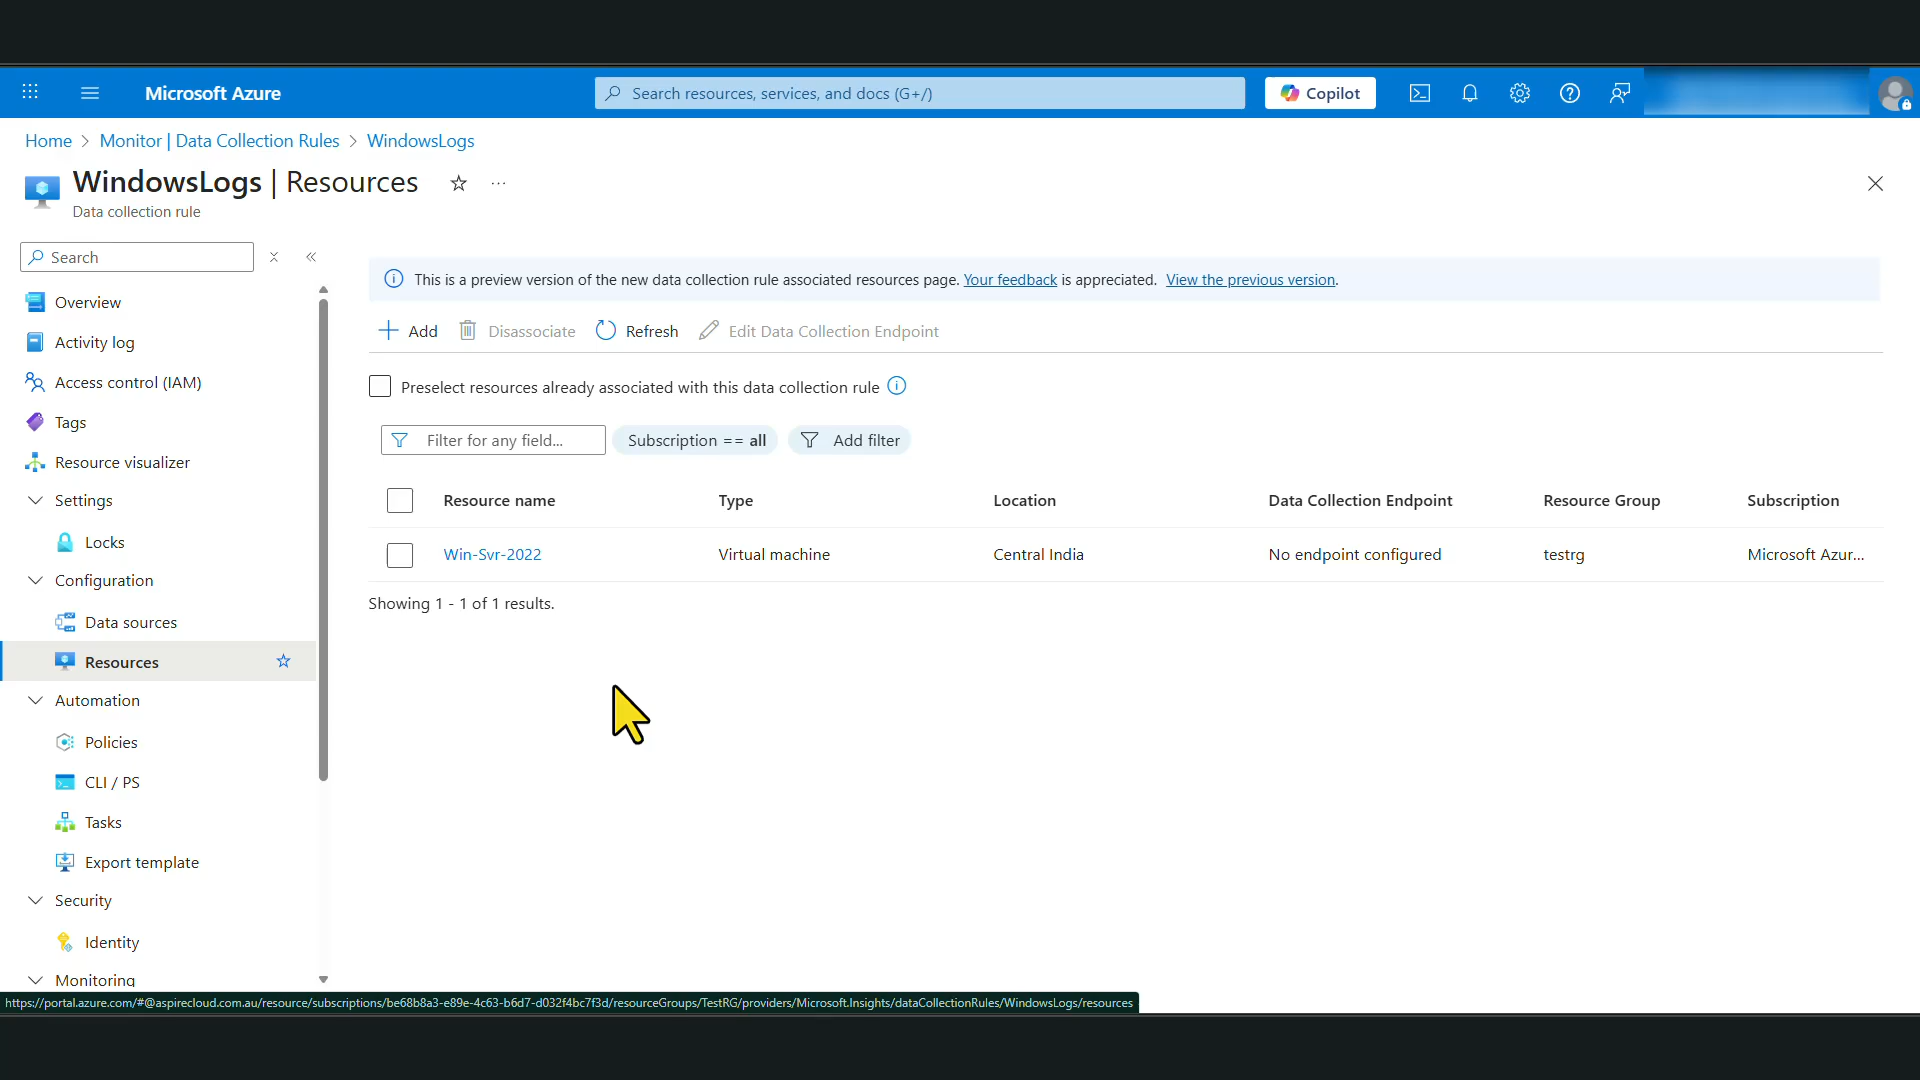 Microsoft Azure
Search resources, services, and docs (G+/)
Copilot
Home > Monitor | Data Collection Rules > WindowsLogs
WindowsLogs | Resources
Data collection rule
Search
Overview
Activity log
Access control (IAM)
Tags
Resource visualizer
Settings
Locks
Configuration
Data sources
Resources
Automation
Policies
CLI / PS
Tasks
Export template
Security
Identity
Monitoring
This is a preview version of the new data collection rule associated resources page. Your feedback is appreciated. View the previous version.
Add Disassociate Refresh Edit Data Collection Endpoint
Preselect resources already associated with this data collection rule
Filter for any field... Subscription == all Add filter
Resource name Type Location Data Collection Endpoint Resource Group Subscription
Win-Svr-2022 Virtual machine Central India No endpoint configured testrg Microsoft Azur...
Showing 1 - 1 of 1 results.
https://portal.azure.com/#@aspirecloud.com.au/resource/subscriptions/be68b8a3-e89e-4c63-b6d7-d032f4bc7f3d/resourceGroups/TestRG/providers/Microsoft.Insights/dataCollectionRules/WindowsLogs/resources